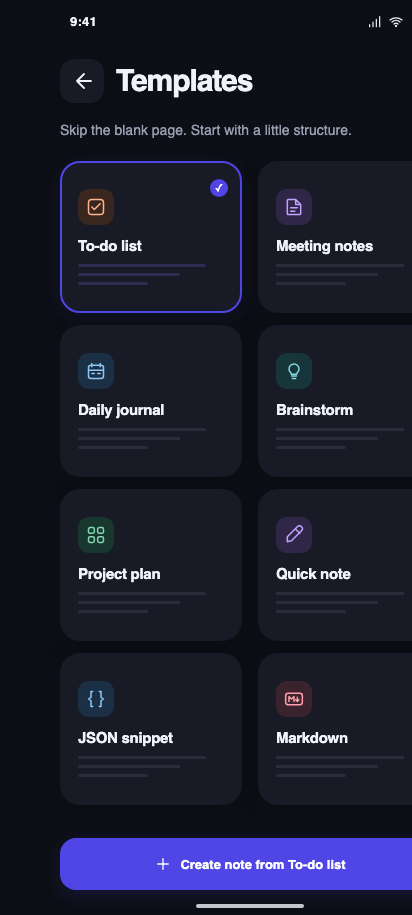 9:41
Templates
Skip the blank page. Start with a little structure.
To-do list
Meeting notes
Daily journal
Brainstorm
Project plan
Quick note
{ }
JSON snippet
M
Markdown
Create note from To-do list